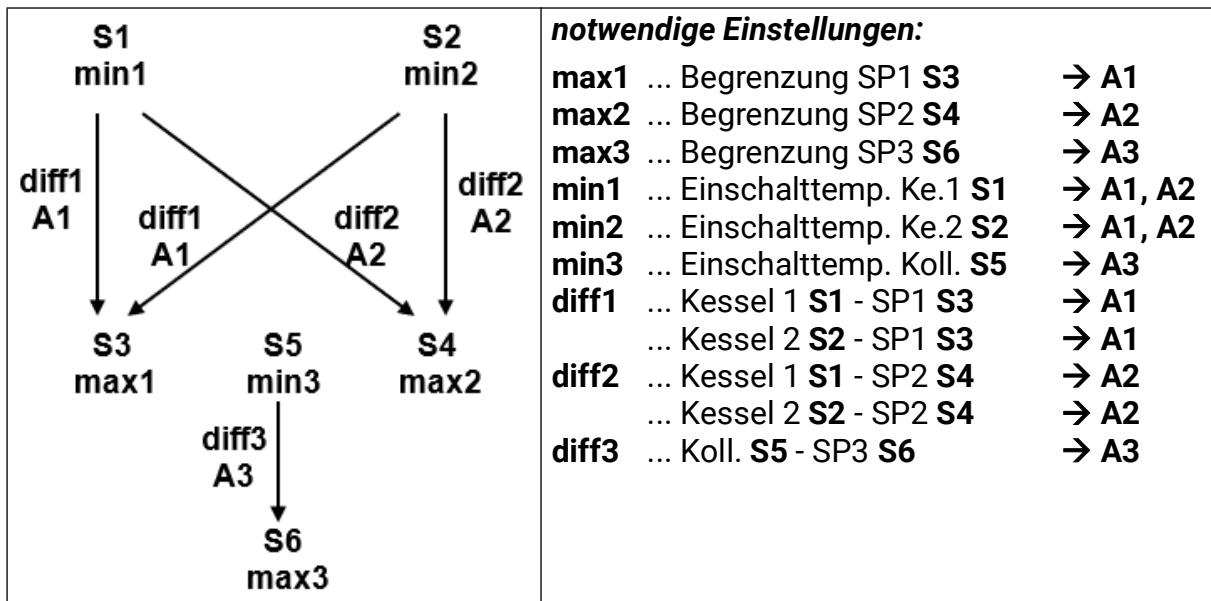 S1
min1
S2
min2
diff1
A1
diff1
A1
diff2
A2
diff2
A2
S3
max1
S5
min3
S4
max2
diff3
A3
S6
max3
notwendige Einstellungen:
max1 ... Begrenzung SP1 S3 → A1
max2 ... Begrenzung SP2 S4 → A2
max3 ... Begrenzung SP3 S6 → A3
min1 ... Einschalttemp. Ke.1 S1 → A1, A2
min2 ... Einschalttemp. Ke.2 S2 → A1, A2
min3 ... Einschalttemp. Koll. S5 → A3
diff1 ... Kessel 1 S1 - SP1 S3 → A1
... Kessel 2 S2 - SP1 S3 → A1
diff2 ... Kessel 1 S1 - SP2 S4 → A2
... Kessel 2 S2 - SP2 S4 → A2
diff3 ... Koll. S5 - SP3 S6 → A3